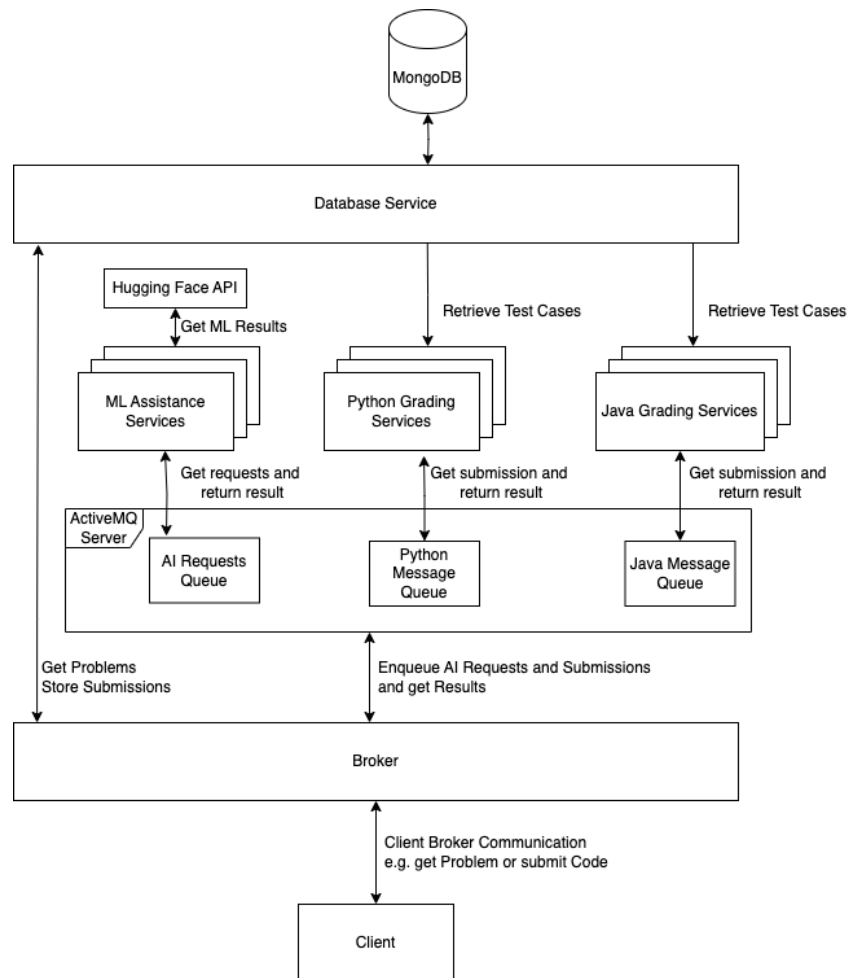 MongoDB
Database Service
Hugging Face API
Get ML Results
Retrieve Test Cases
Retrieve Test Cases
ML Assistance
Services
Python Grading
Services
Java Grading Services
Get requests and
return result
Get submission and
return result
Get submission and
return result
ActiveMQ
Server
AI Requests
Queue
Python
Message
Queue
Java Message
Queue
Get Problems
Store Submissions
Enqueue AI Requests and Submissions
and get Results
Broker
Client Broker Communication
e.g. get Problem or submit Code
Client